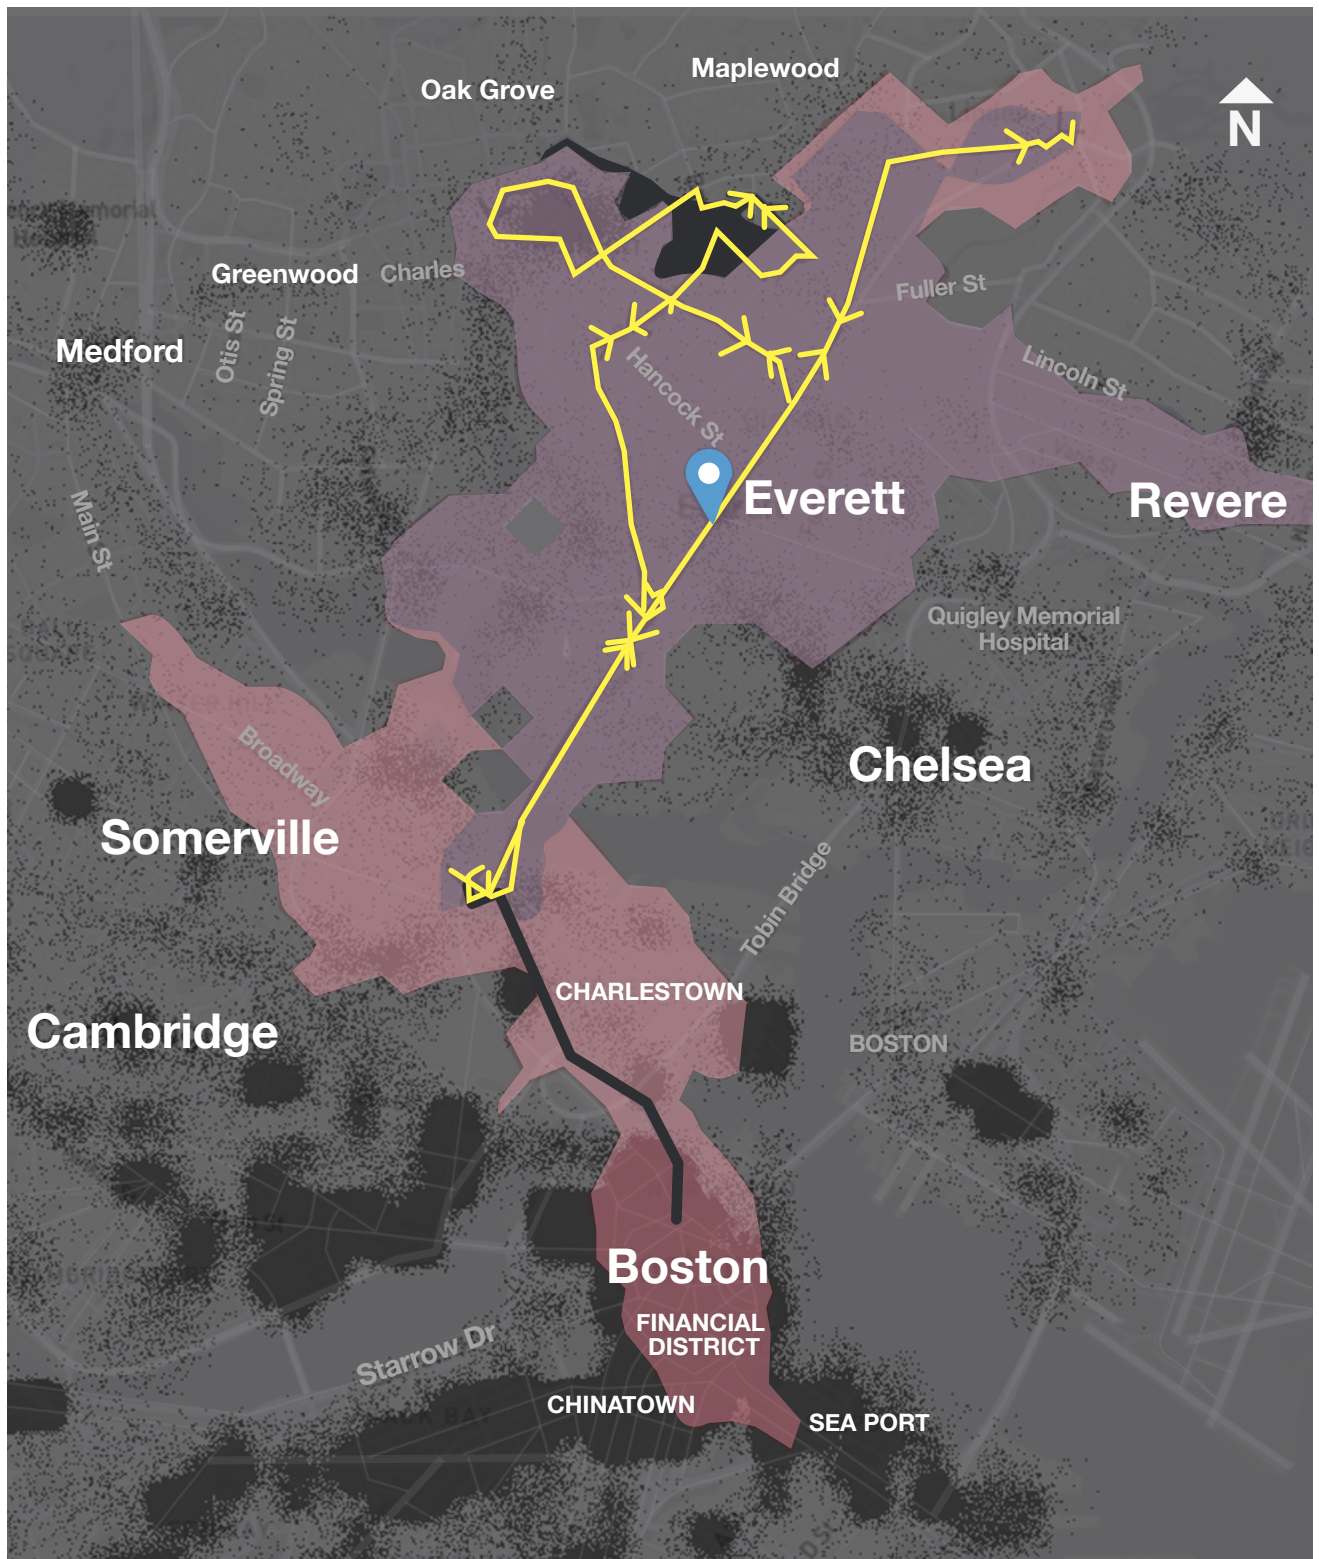 Maplewood
Oak Grove
N
Greenwood
Charles
Fuller St
Medford
Otis St
Spring St
Hancock St
Lincoln St
Everett
Revere
Main St
Quigley Memorial
Hospital
Broadway
Chelsea
Somerville
Tobin Bridge
CHARLESTOWN
Cambridge
BOSTON
Boston
FINANCIAL
DISTRICT
Starrow Dr
CHINATOWN
SEA PORT